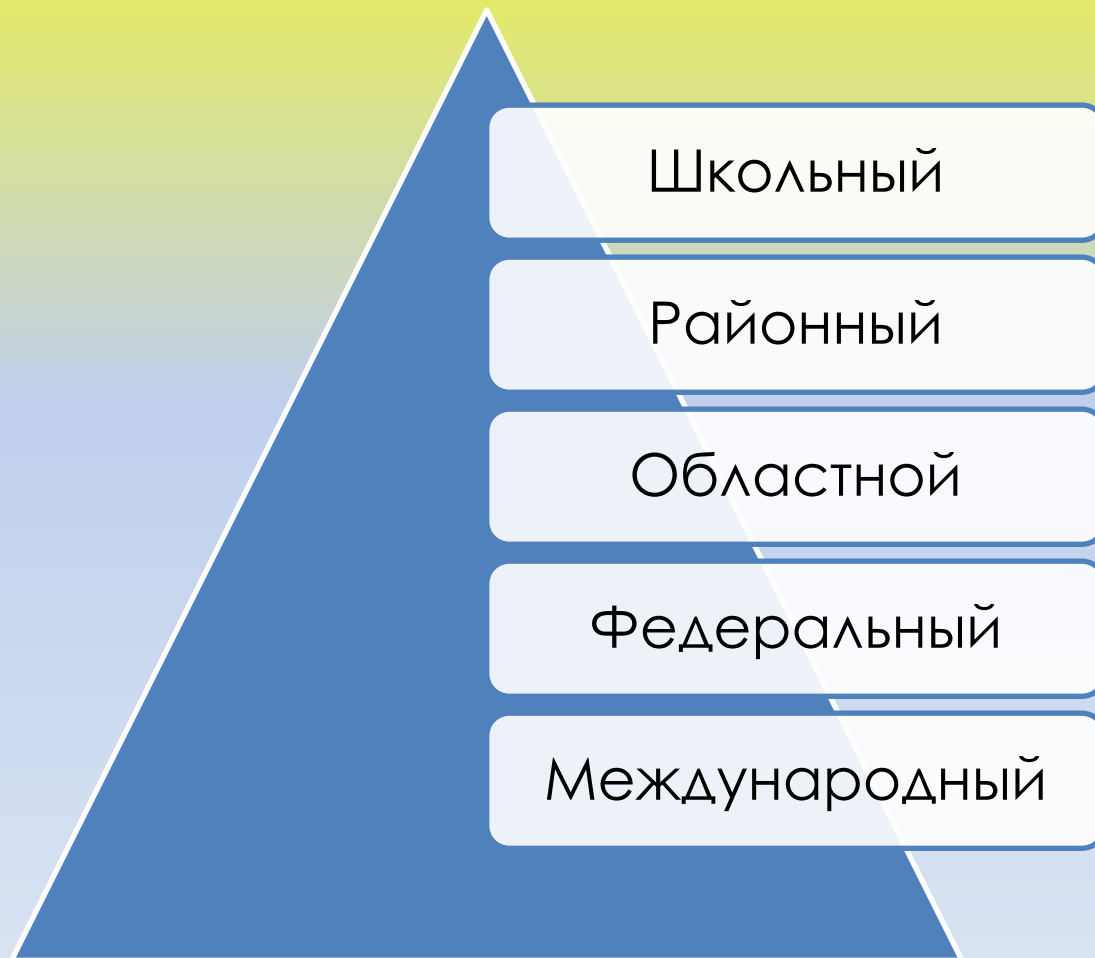 Школьный
Районный
Областной
Федеральный
Международный